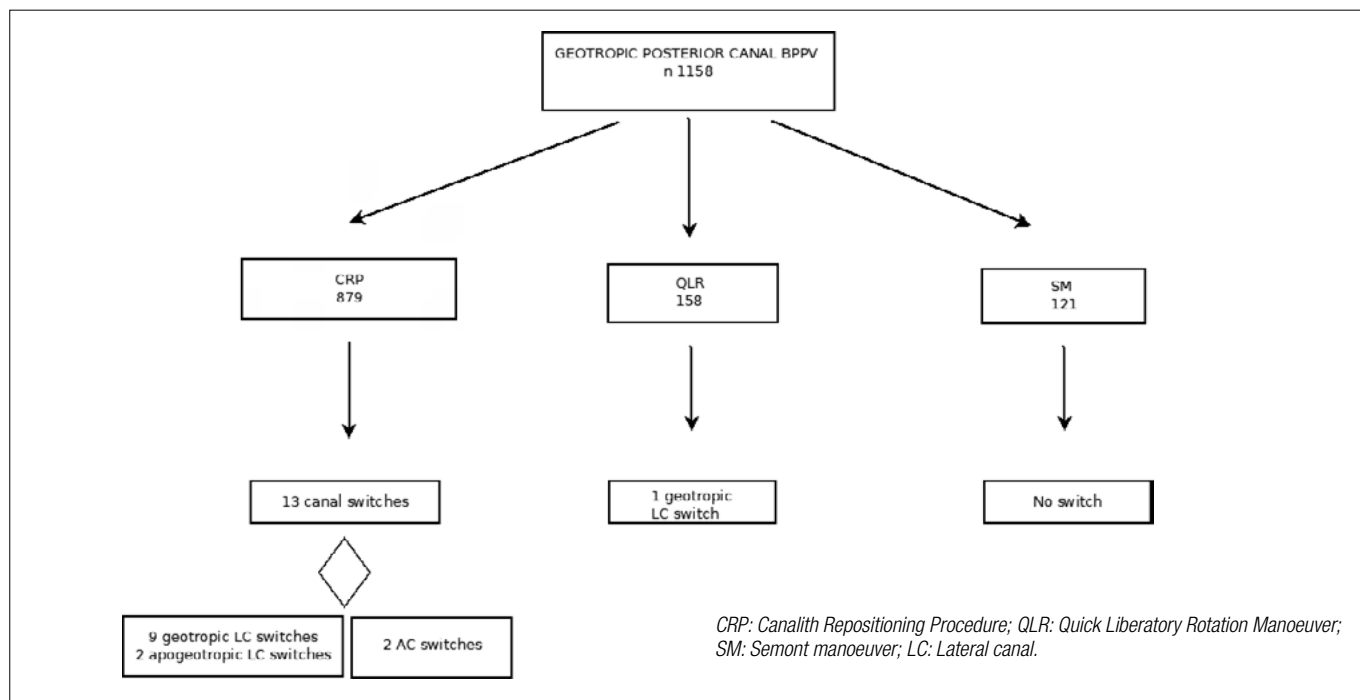 GEOTROPIC POSTERIOR CANAL BPPV
n 1158
CRP
879
QLR
158
SM
121
13 canal switches
1 geotropic
LC switch
No switch
9 geotropic LC switches
2 apogeotropic LC switches
2 AC switches
CRP: Canalith Repositioning Procedure; QLR: Quick Liberatory Rotation Manoeuver;
SM: Semont manoeuver; LC: Lateral canal.